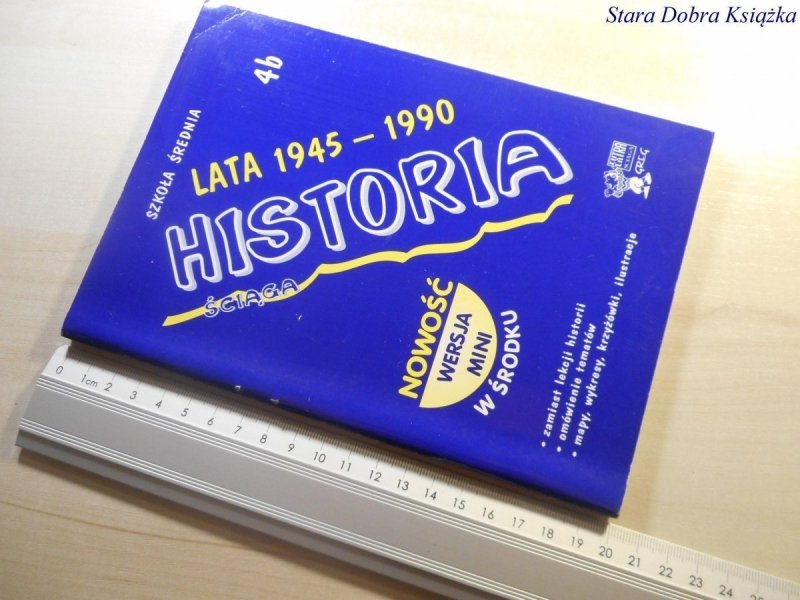 Stara Dobra Książka
SZKOŁA ŚREDNIA
4b
LATA 1945 – 1990
HISTORIA
ŚCIĄGA
NOWOŚĆ
WERSJA
MINI
W ŚRODKU
GREG
• zamiast lekcji historii
• omówienie tematów
• mapy, wykresy, krzyżówki, ilustracje
0 1cm 2 3 4 5 6 7 8 9 10 11 12 13 14 15 16 17 18 19 20 21 22 23 24